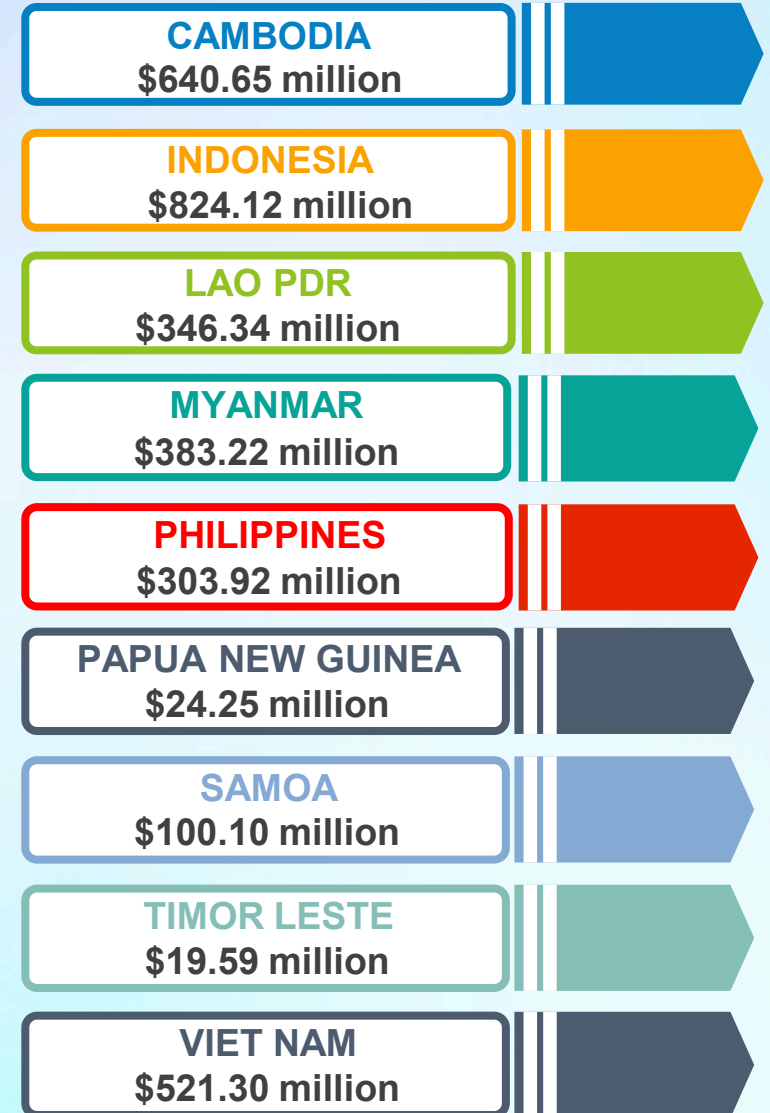 CAMBODIA
$640.65 million
INDONESIA
$824.12 million
LAO PDR
$346.34 million
MYANMAR
$383.22 million
PHILIPPINES
$303.92 million
PAPUA NEW GUINEA
$24.25 million
SAMOA
$100.10 million
TIMOR LESTE
$19.59 million
VIET NAM
$521.30 million